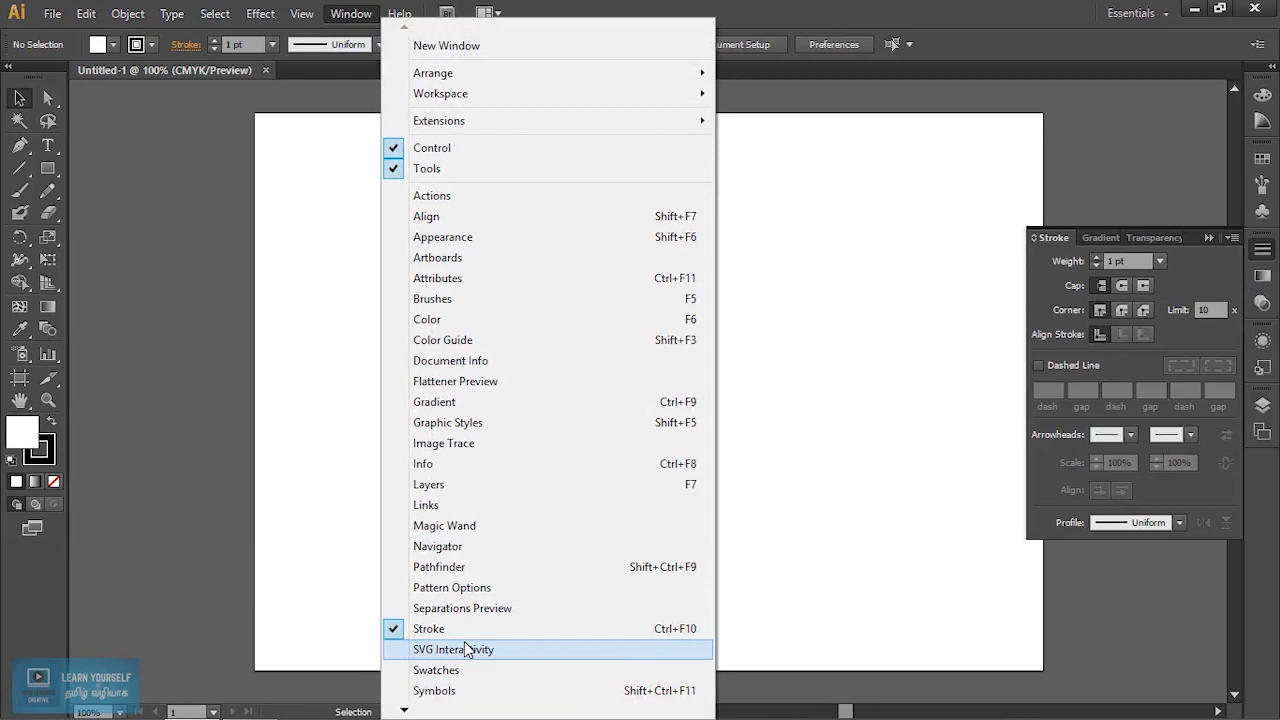 Ai File Edit Object Type Select Effect View Window Help Br Essentials
No Selection Stroke: 1 pt Uniform ment Setup Preferences
Untitled-1 @ 100% (CMYK/Preview)
New Window
Arrange
Workspace
Extensions
Control
Tools
Actions
Align Shift+F7
Appearance Shift+F6
Artboards
Attributes Ctrl+F11
Brushes F5
Color F6
Color Guide Shift+F3
Document Info
Flattener Preview
Gradient Ctrl+F9
Graphic Styles Shift+F5
Image Trace
Info Ctrl+F8
Layers F7
Links
Magic Wand
Navigator
Pathfinder Shift+Ctrl+F9
Pattern Options
Separations Preview
Stroke Ctrl+F10
SVG Interactivity
Swatches
Symbols Shift+Ctrl+F11
Stroke Gradient Transparency
Weight: 1 pt
Cap:
Corner: Limit: 10 x
Align Stroke:
Dashed Line
dash gap dash gap dash gap
Arrowheads:
Scale: 100% 100%
Align:
Profile: Uniform
LEARN YOURSELF
தமிழ் வழியாக
CREATIVE
100% 1 Selection